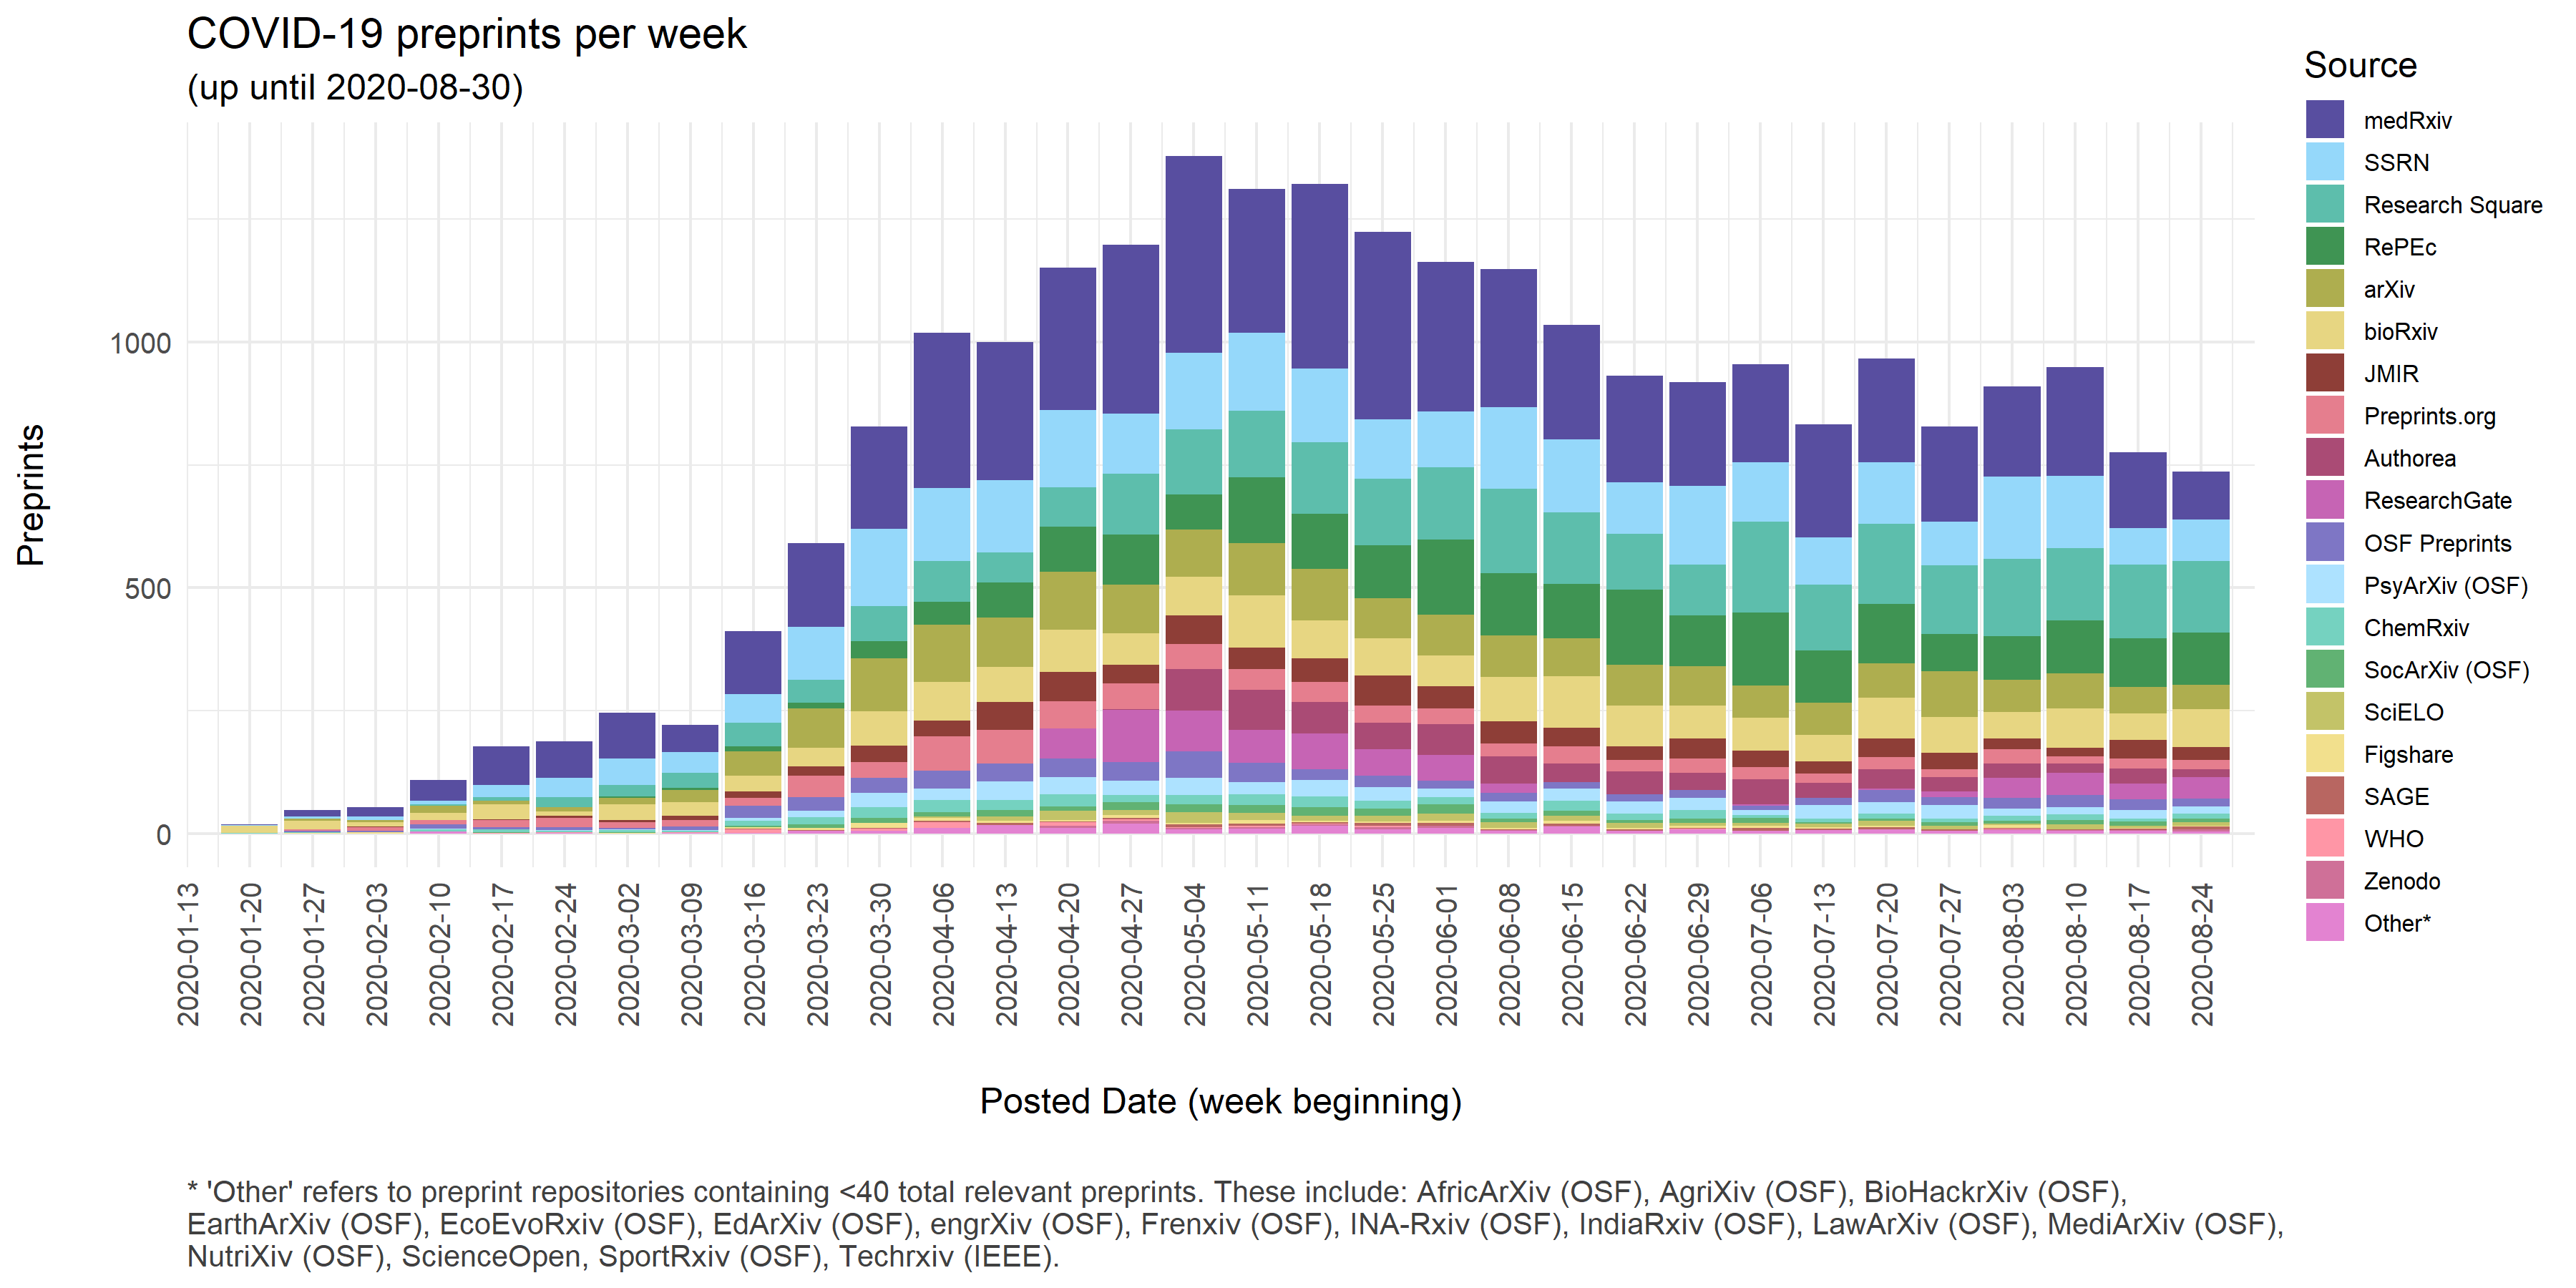 COVID-19 preprints per week
(up until 2020-08-30)
Source
medRxiv
SSRN
Research Square
RePEc
arXiv
bioRxiv
JMIR
Preprints.org
Authorea
ResearchGate
OSF Preprints
PsyArXiv (OSF)
ChemRxiv
SocArXiv (OSF)
SciELO
Figshare
SAGE
WHO
Zenodo
Other*
Preprints
1000
500
0
2020-01-13
2020-01-20
2020-01-27
2020-02-03
2020-02-10
2020-02-17
2020-02-24
2020-03-02
2020-03-09
2020-03-16
2020-03-23
2020-03-30
2020-04-06
2020-04-13
2020-04-20
2020-04-27
2020-05-04
2020-05-11
2020-05-18
2020-05-25
2020-06-01
2020-06-08
2020-06-15
2020-06-22
2020-06-29
2020-07-06
2020-07-13
2020-07-20
2020-07-27
2020-08-03
2020-08-10
2020-08-17
2020-08-24
Posted Date (week beginning)
* 'Other' refers to preprint repositories containing <40 total relevant preprints. These include: AfricArXiv (OSF), AgriXiv (OSF), BioHackrXiv (OSF),
EarthArXiv (OSF), EcoEvoRxiv (OSF), EdArXiv (OSF), engrXiv (OSF), Frenxiv (OSF), INA-Rxiv (OSF), IndiaRxiv (OSF), LawArXiv (OSF), MediArXiv (OSF),
NutriXiv (OSF), ScienceOpen, SportRxiv (OSF), Techrxiv (IEEE).